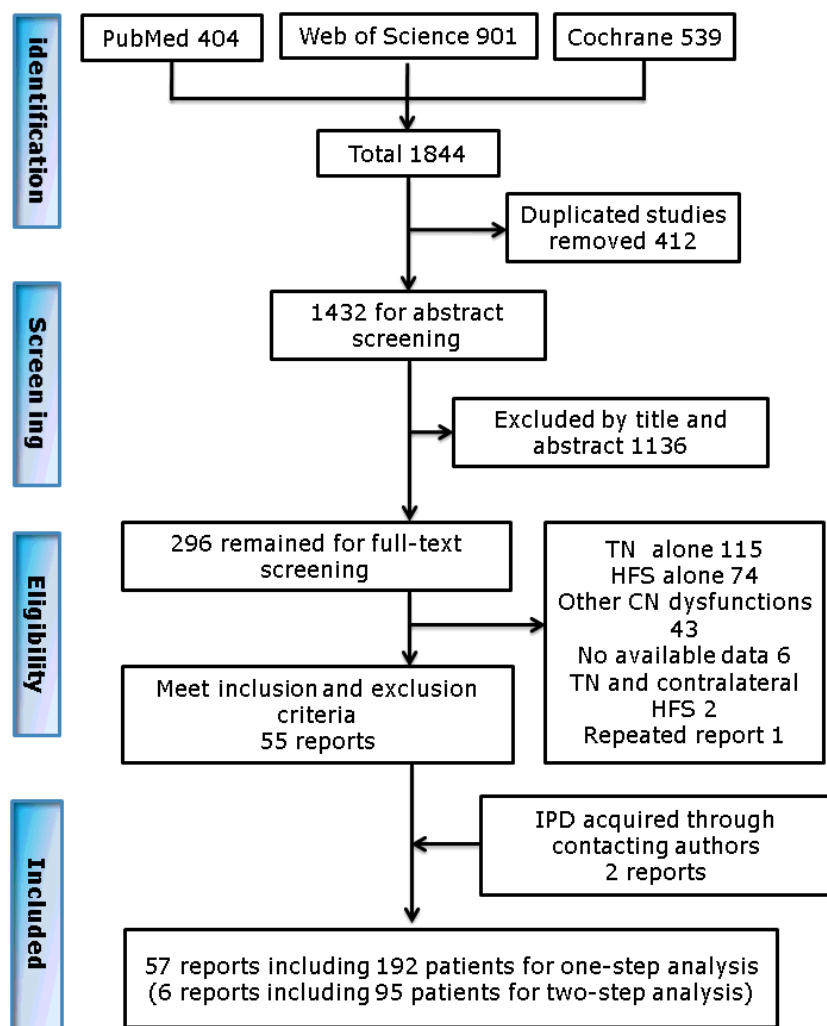 identification
PubMed 404
Web of Science 901
Cochrane 539
Total 1844
Duplicated studies
removed 412
Screen ing
1432 for abstract
screening
Excluded by title and
abstract 1136
Eligibility
296 remained for full-text
screening
TN alone 115
HFS alone 74
Other CN dysfunctions
43
No available data 6
TN and contralateral
HFS 2
Repeated report 1
Meet inclusion and exclusion
criteria
55 reports
Included
IPD acquired through
contacting authors
2 reports
57 reports including 192 patients for one-step analysis
(6 reports including 95 patients for two-step analysis)